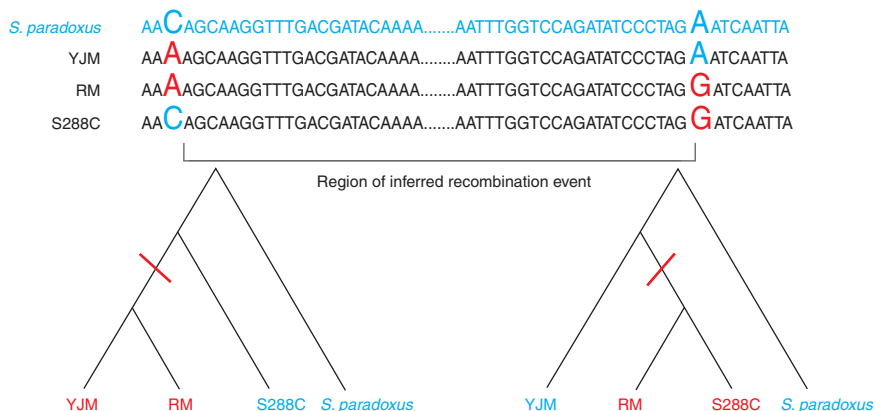 S. paradoxus AACAGCAAGGTTTGACGATACAAAA.......AATTTGGTCCAGATATCCCTAGAATCAATTA
YJM AAAAGCAAGGTTTGACGATACAAAA.......AATTTGGTCCAGATATCCCTAGAATCAATTA
RM AAAAGCAAGGTTTGACGATACAAAA.......AATTTGGTCCAGATATCCCTAGGATCAATTA
S288C AACAGCAAGGTTTGACGATACAAAA.......AATTTGGTCCAGATATCCCTAGGATCAATTA
Region of inferred recombination event
YJM RM S288C S. paradoxus YJM RM S288C S. paradoxus